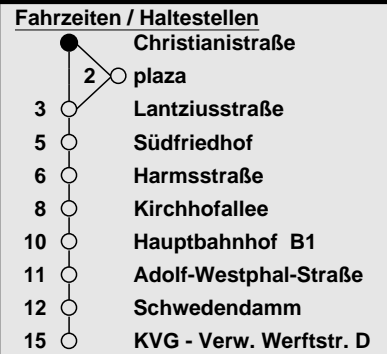 Fahrzeiten / Haltestellen
Christianistraße
2 plaza
3 Lantziusstraße
5 Südfriedhof
6 Harmsstraße
8 Kirchhofallee
10 Hauptbahnhof B1
11 Adolf-Westphal-Straße
12 Schwedendamm
15 KVG - Verw. Werftstr. D